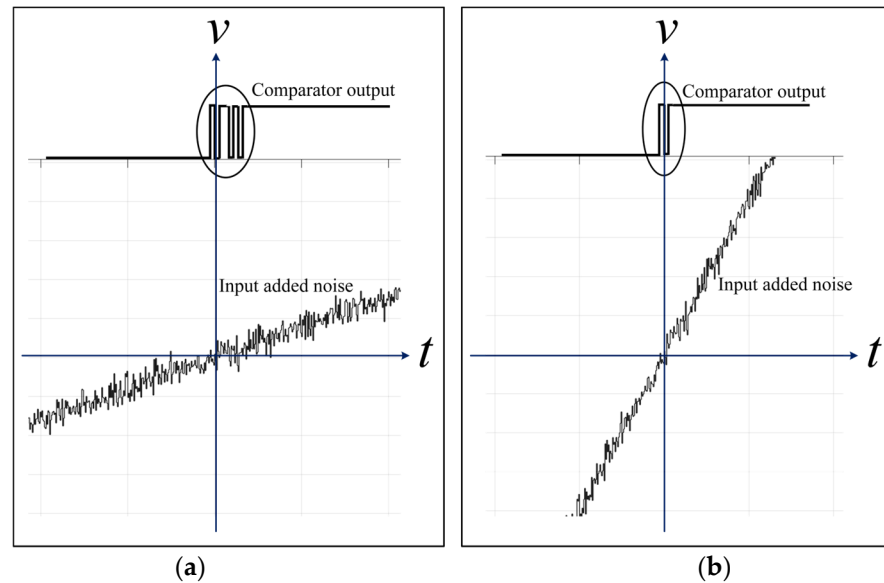 v
Comparator output
Input added noise
t
(a)
v
Comparator output
Input added noise
t
(b)